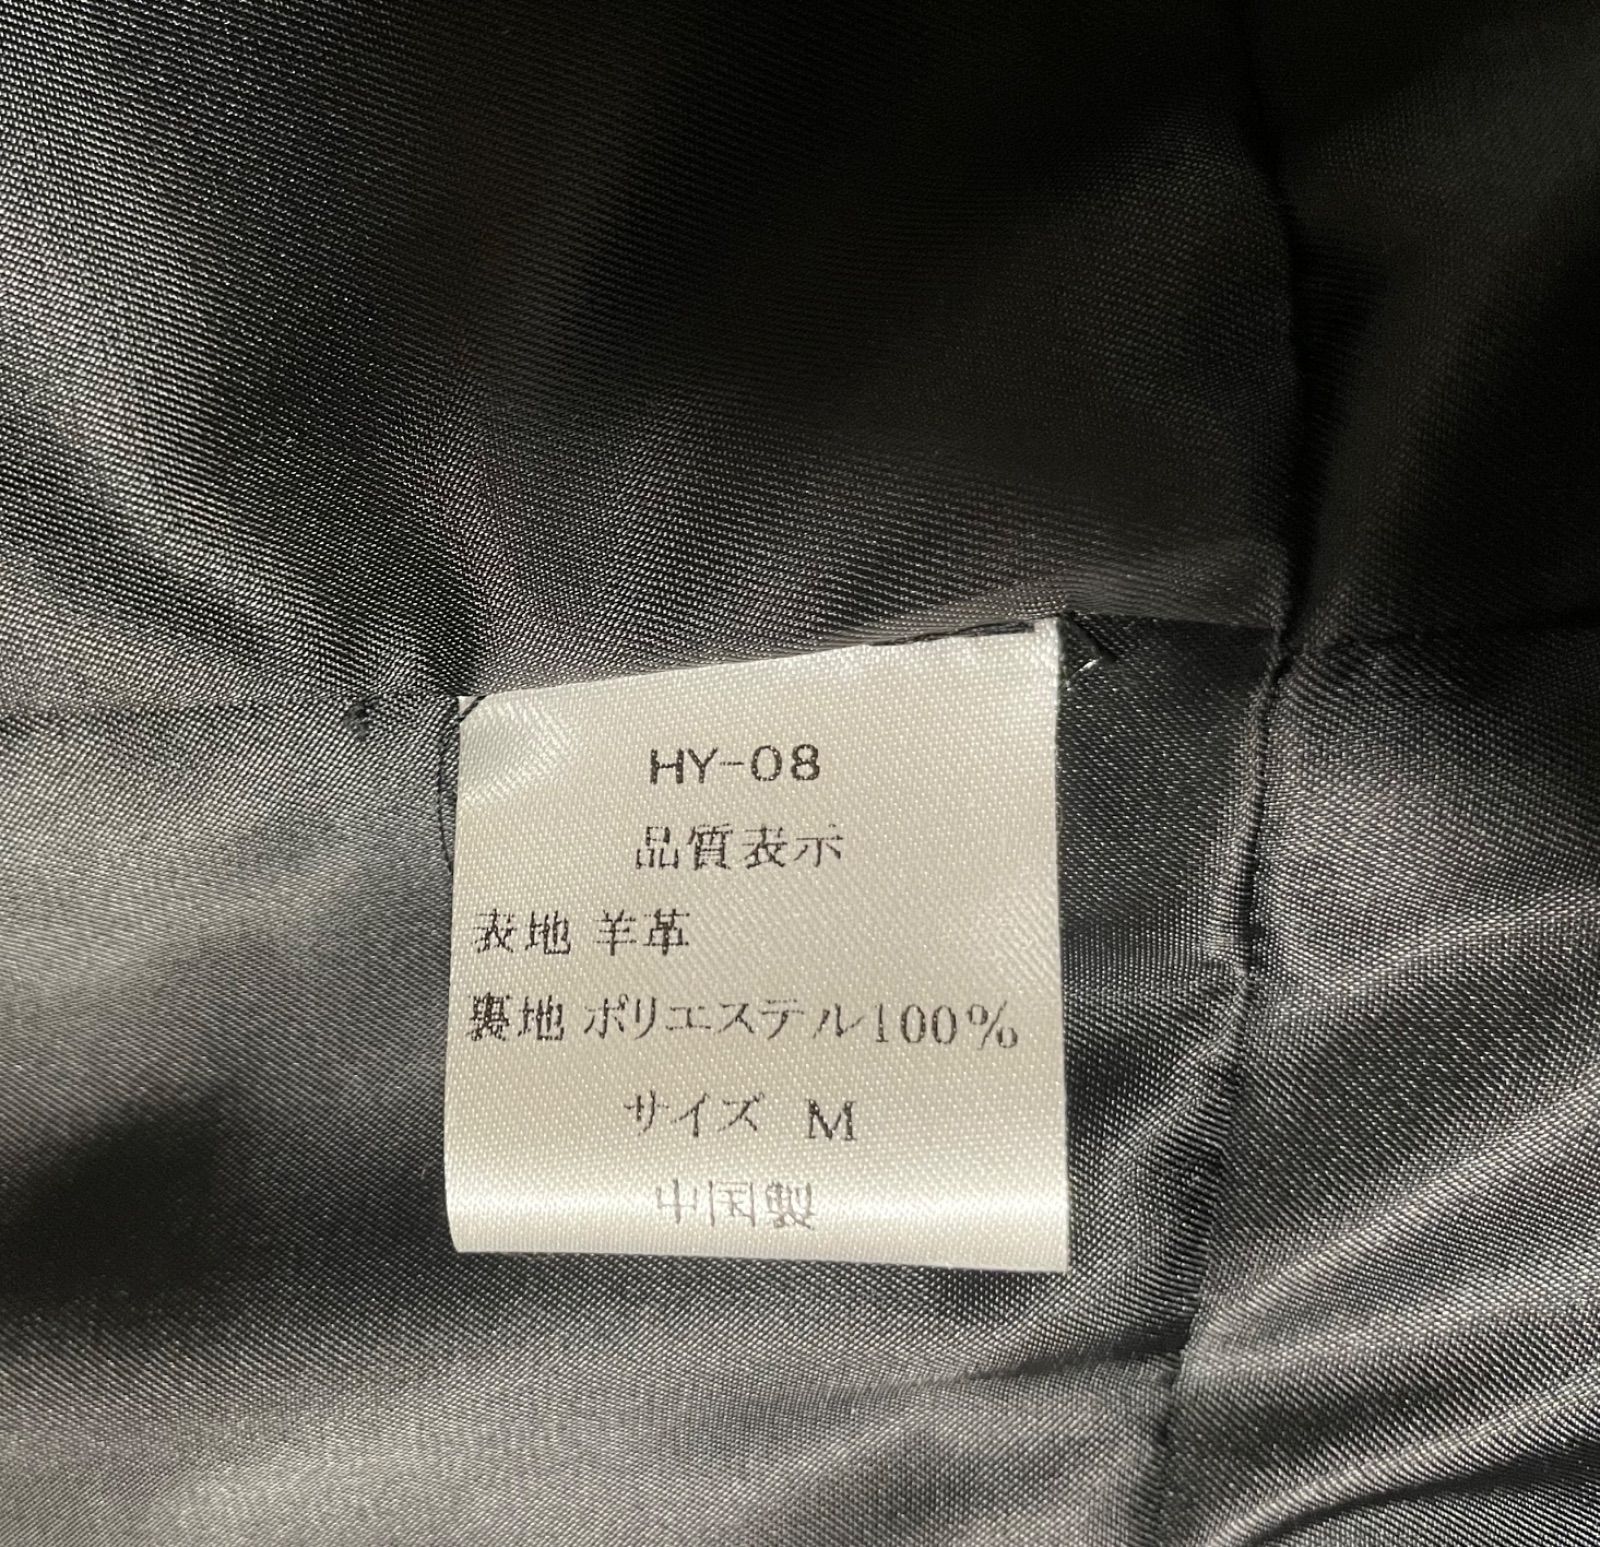 HY-08
品質表示
表地 羊革
裏地 ポリエステル100%
サイズ M
中国製